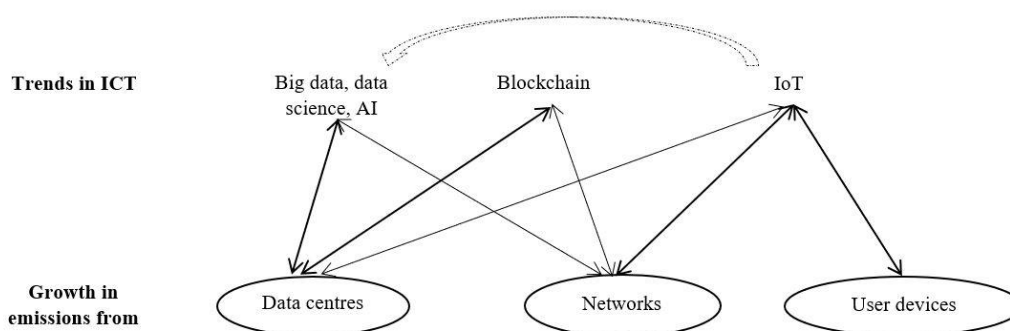 Trends in ICT
Big data, data
science, AI
Blockchain
IoT
Growth in
emissions from
Data centres
Networks
User devices